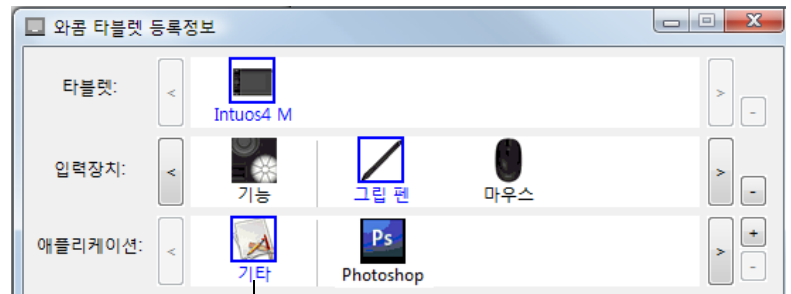 와콤 타블렛 등록정보
타블렛:
Intuos4 M
입력장치:
기능 그립 펜 마우스
애플리케이션:
Ps
기타 Photoshop